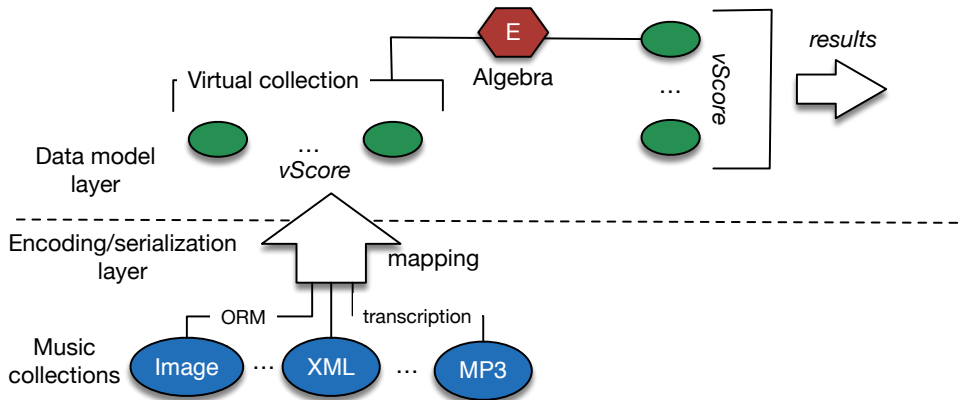 E
results
Algebra
Virtual collection
...
vScore
...
vScore
Data model
layer
Encoding/serialization
layer
mapping
ORM
transcription
Music
collections
Image ... XML ... MP3